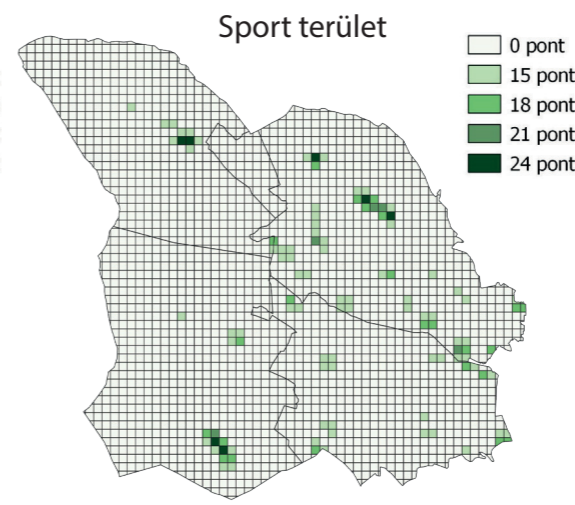 Sport terület
0 pont
15 pont
18 pont
21 pont
24 pont